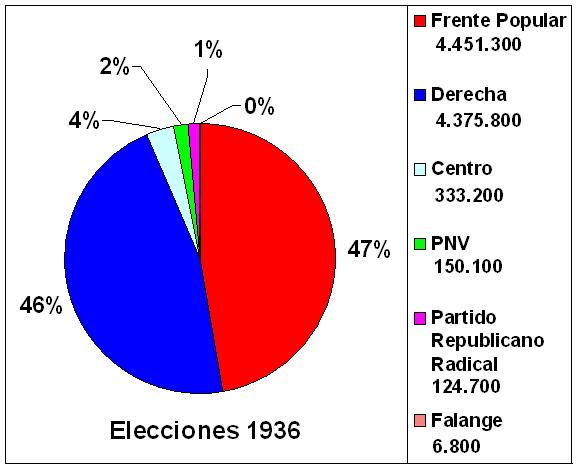 1%
2%
0%
4%
47%
46%
Elecciones 1936
Frente Popular
4.451.300
Derecha
4.375.800
Centro
333.200
PNV
150.100
Partido
Republicano
Radical
124.700
Falange
6.800